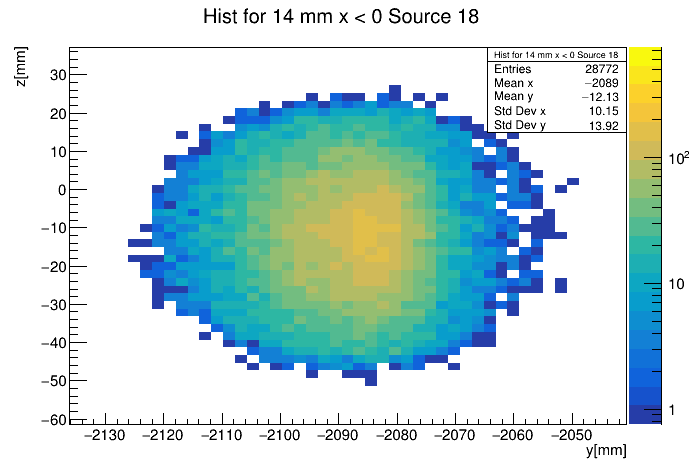 Hist for 14 mm x < 0 Source 18
z[mm]
Hist for 14 mm x < 0 Source 18
Entries 28772
Mean x −2089
Mean y −12.13
Std Dev x 10.15
Std Dev y 13.92
30
20
10
0
−10
−20
−30
−40
−50
−60
10²
10
1
−2130 −2120 −2110 −2100 −2090 −2080 −2070 −2060 −2050
y[mm]